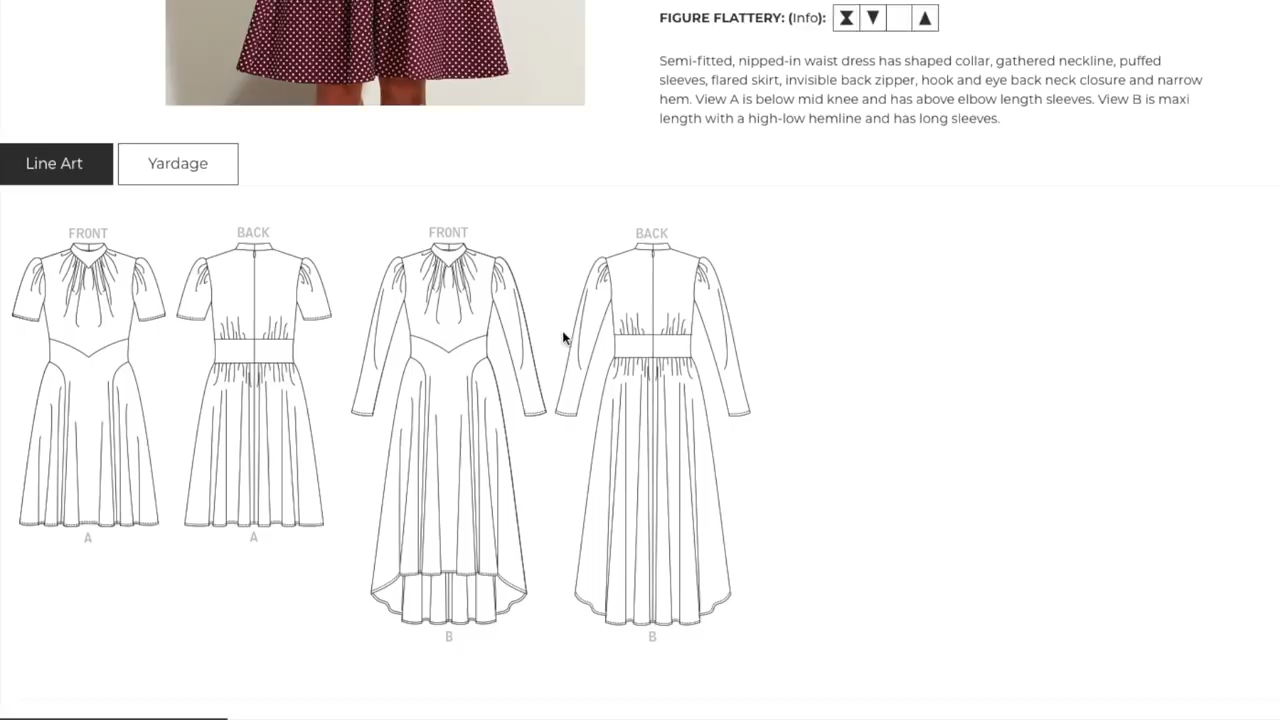 FIGURE FLATTERY: (Info):
Semi-fitted, nipped-in waist dress has shaped collar, gathered neckline, puffed
sleeves, flared skirt, invisible back zipper, hook and eye back neck closure and narrow
hem. View A is below mid knee and has above elbow length sleeves. View B is maxi
length with a high-low hemline and has long sleeves.
Line Art Yardage
FRONT BACK FRONT BACK
A A
B B